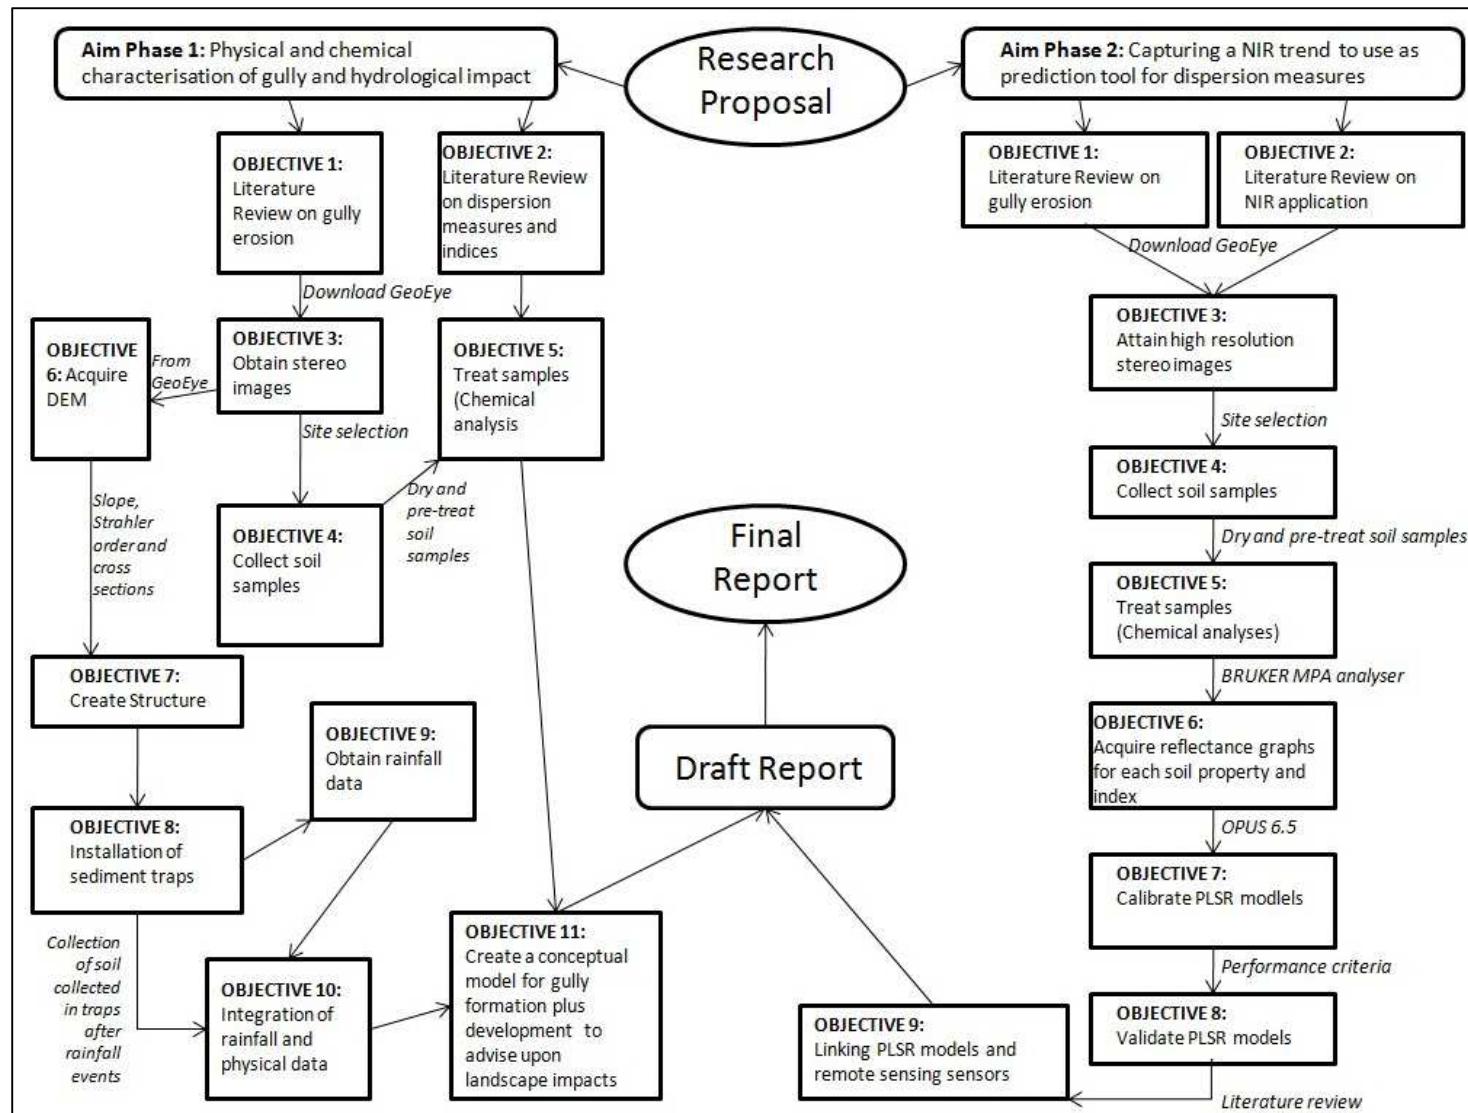 Aim Phase 1: Physical and chemical
characterisation of gully and hydrological impact
Research
Proposal
Aim Phase 2: Capturing a NIR trend to use as
prediction tool for dispersion measures
OBJECTIVE 1:
Literature
Review on gully
erosion
OBJECTIVE 2:
Literature Review
on dispersion
measures and
indices
OBJECTIVE 1:
Literature Review on
gully erosion
OBJECTIVE 2:
Literature Review on
NIR application
Download GeoEye
Download GeoEye
OBJECTIVE
6: Acquire
DEM
From
GeoEye
OBJECTIVE 3:
Obtain stereo
images
OBJECTIVE 5:
Treat samples
(Chemical
analysis
OBJECTIVE 3:
Attain high resolution
stereo images
Site selection
Site selection
Slope,
Strahler
order and
cross
sections
OBJECTIVE 4:
Collect soil
samples
Dry and
pre-treat
soil
samples
OBJECTIVE 4:
Collect soil samples
Final
Report
Dry and pre-treat soil samples
OBJECTIVE 5:
Treat samples
(Chemical analyses)
OBJECTIVE 7:
Create Structure
BRUKER MPA analyser
OBJECTIVE 9:
Obtain rainfall
data
Draft Report
OBJECTIVE 6:
Acquire reflectance graphs
for each soil property and
index
OBJECTIVE 8:
Installation of
sediment traps
OPUS 6.5
OBJECTIVE 7:
Calibrate PLSR modlels
Collection
of soil
collected
in traps
after
rainfall
events
OBJECTIVE 10:
Integration of
rainfall and
physical data
OBJECTIVE 11:
Create a conceptual
model for gully
formation plus
development to
advise upon
landscape impacts
Performance criteria
OBJECTIVE 9:
Linking PLSR models and
remote sensing sensors
OBJECTIVE 8:
Validate PLSR models
Literature review